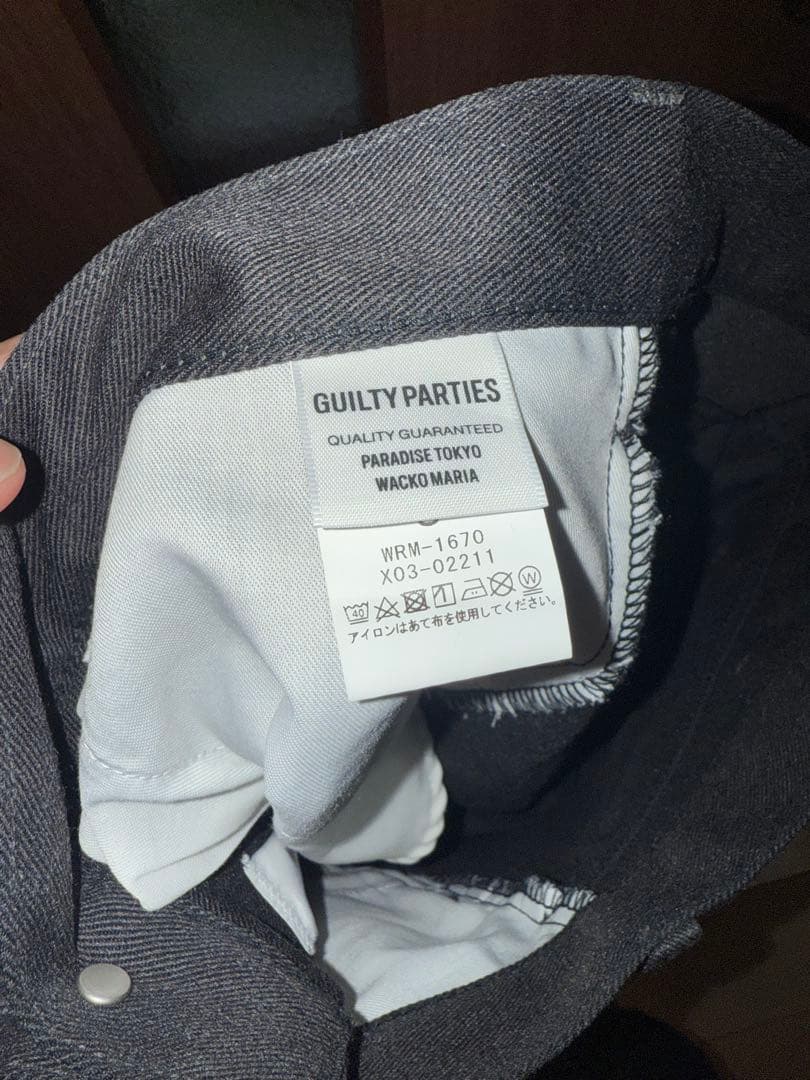 GUILTY PARTIES
QUALITY GUARANTEED
PARADISE TOKYO
WACKO MARIA
WRM-1670
X03-02211
40 W
アイロンはあて布を使用してください。